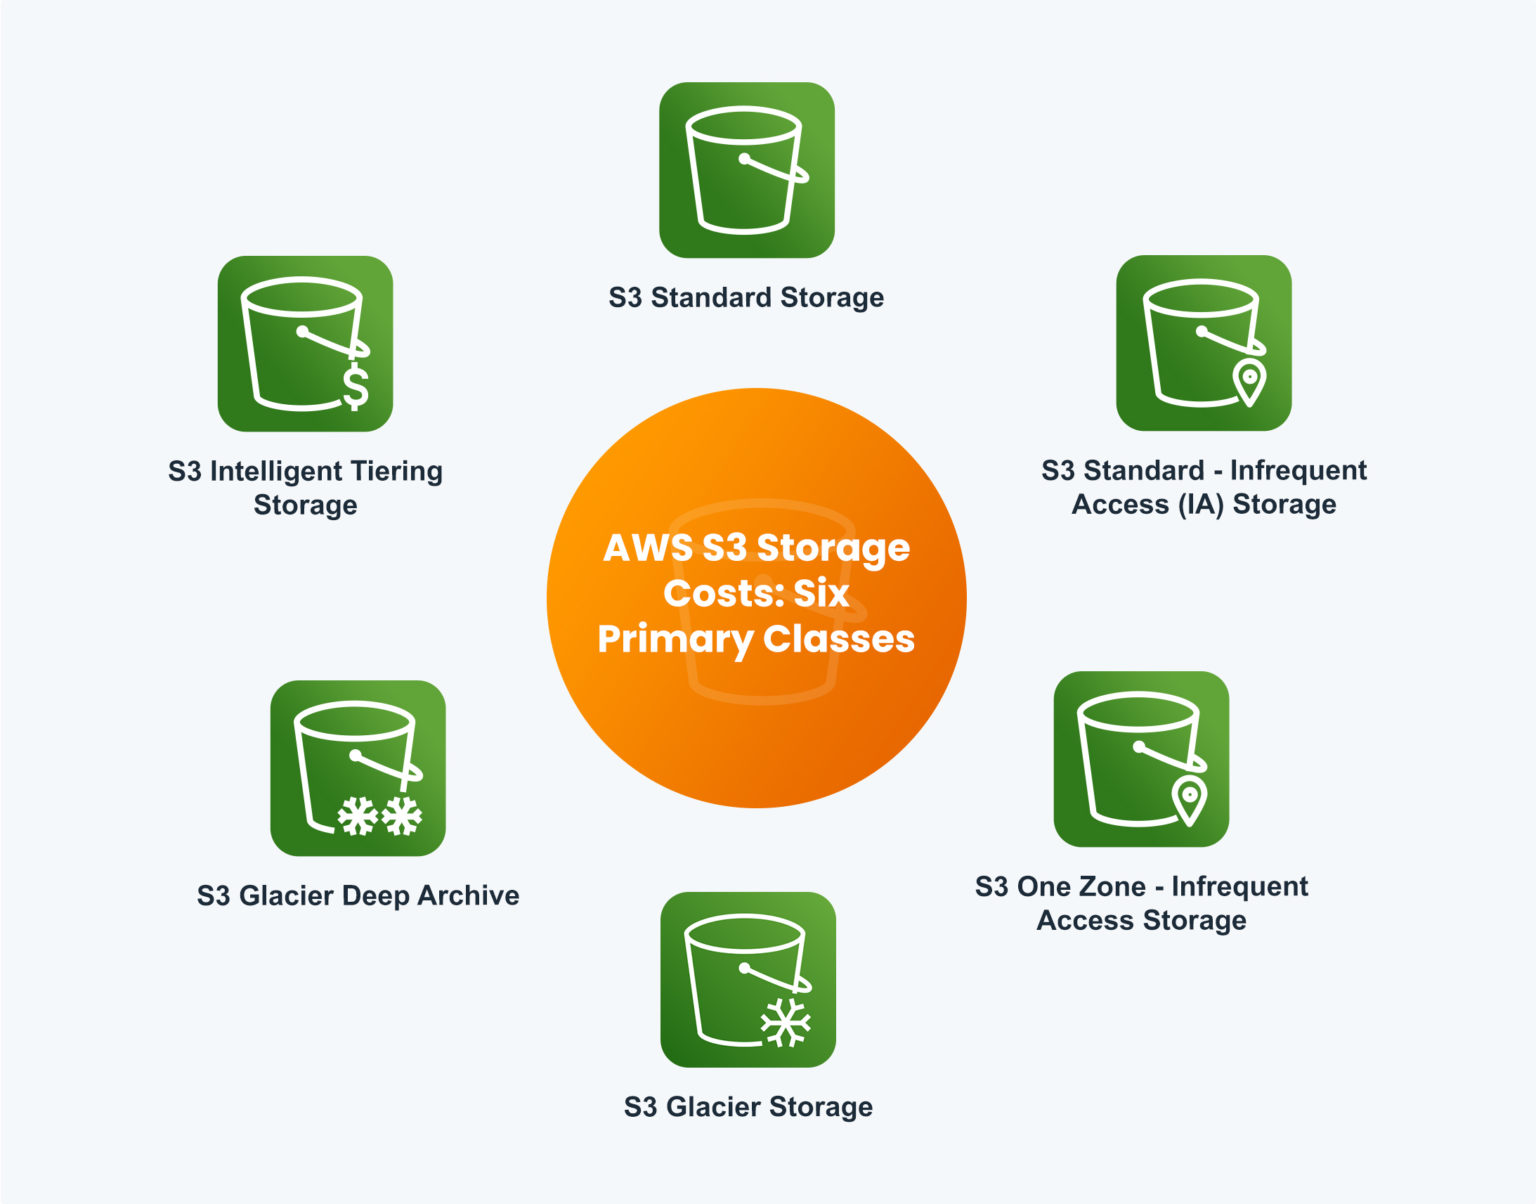 S3 Standard Storage
S3 Intelligent Tiering
Storage
S3 Standard - Infrequent
Access (IA) Storage
AWS S3 Storage
Costs: Six
Primary Classes
S3 Glacier Deep Archive
S3 One Zone - Infrequent
Access Storage
S3 Glacier Storage